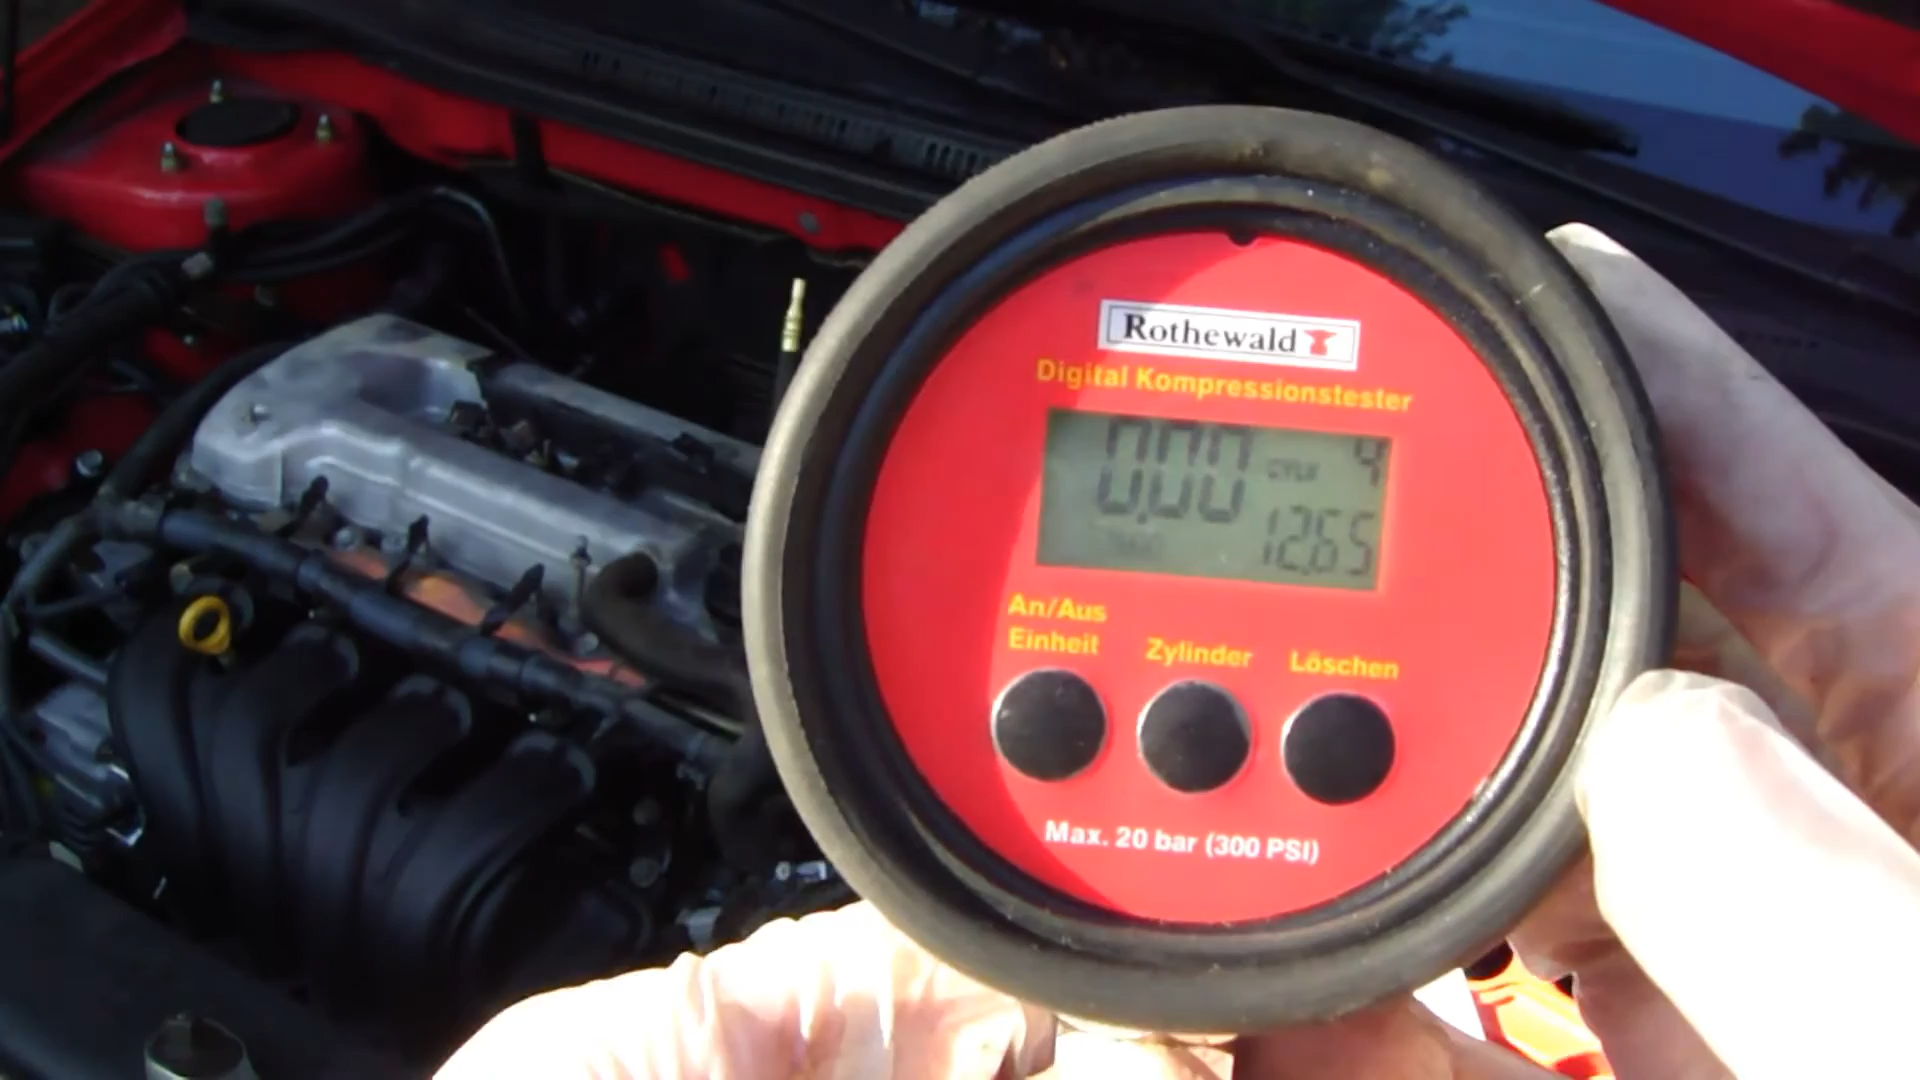 Rothewald
Digital Kompressionstester
0.00 4
12.65
An/Aus
Einheit Zylinder Löschen
Max. 20 bar (300 PSI)